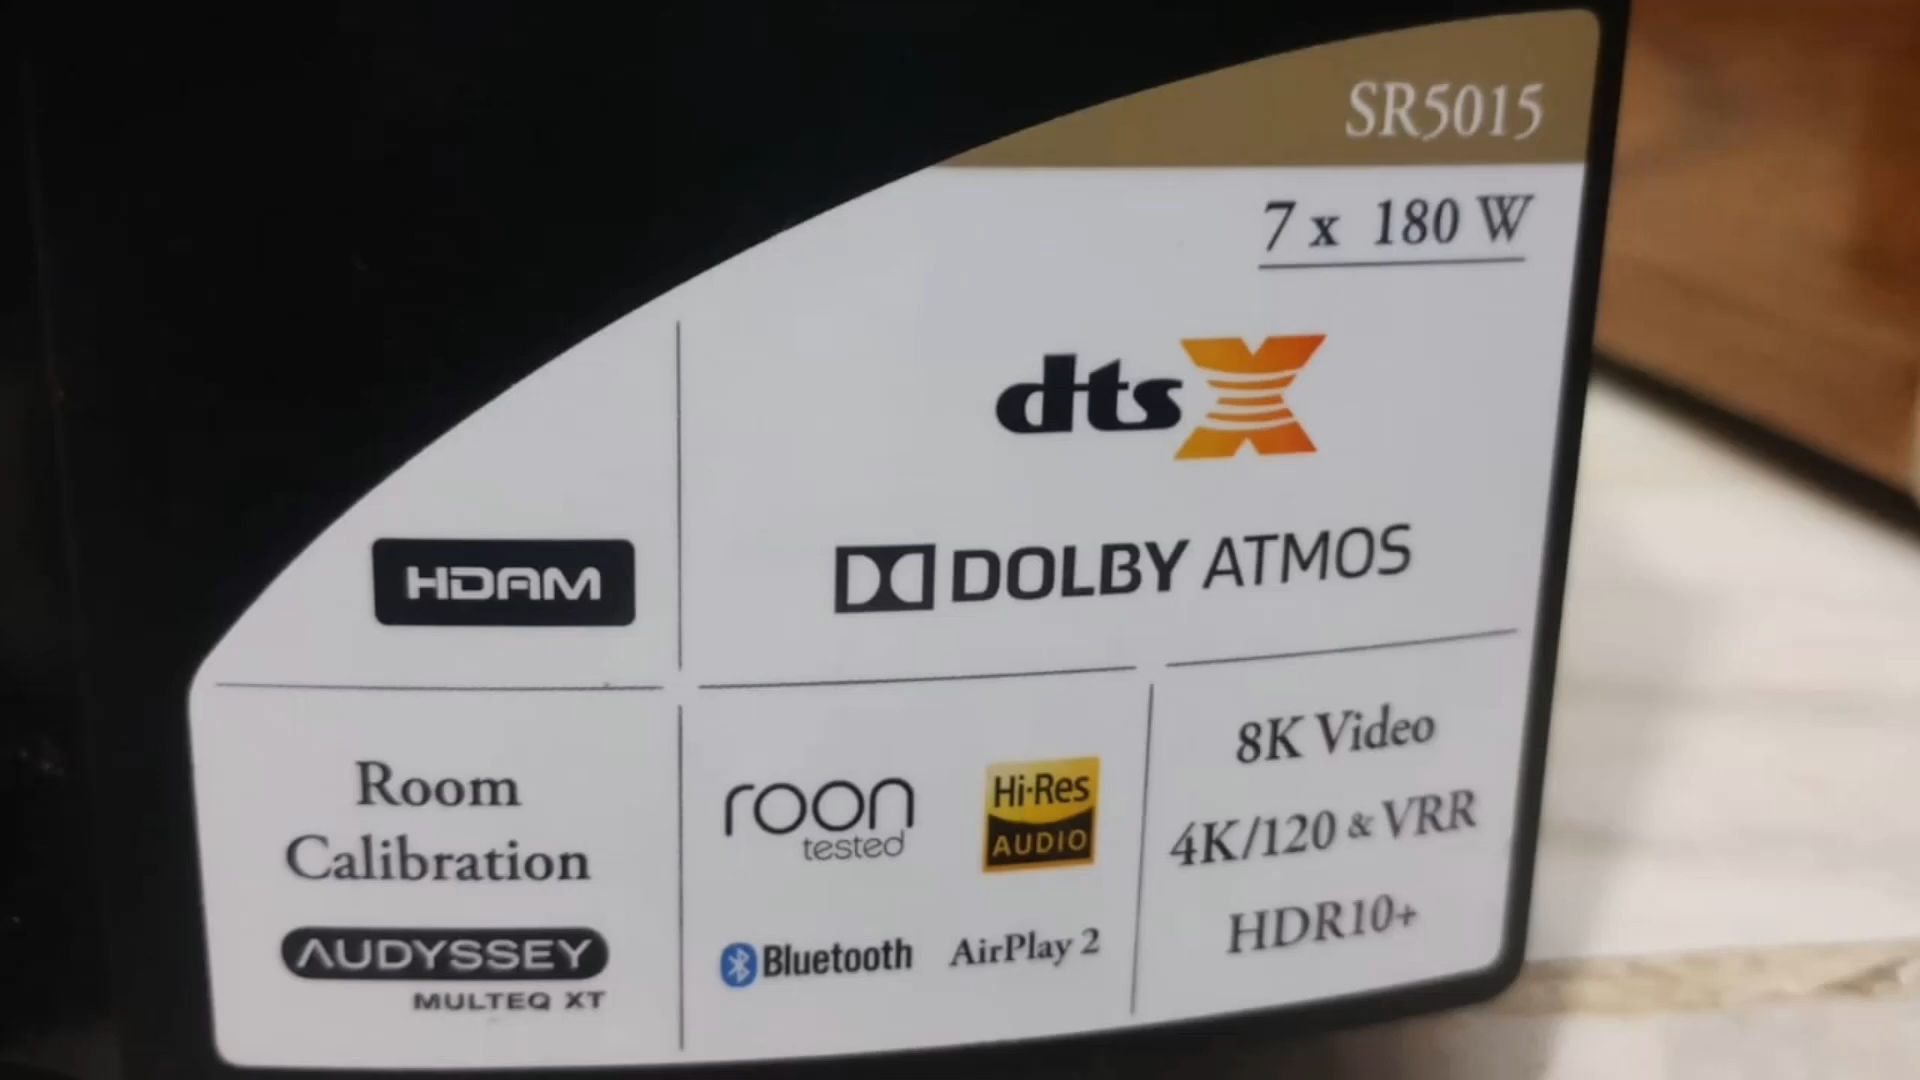 SR5015
7 x 180 W
dts X
HDAM
DOLBY ATMOS
Room
Calibration
AUDYSSEY
MULTEQ XT
roon
tested
Hi-Res
AUDIO
Bluetooth
AirPlay 2
8K Video
4K/120 & VRR
HDR10+